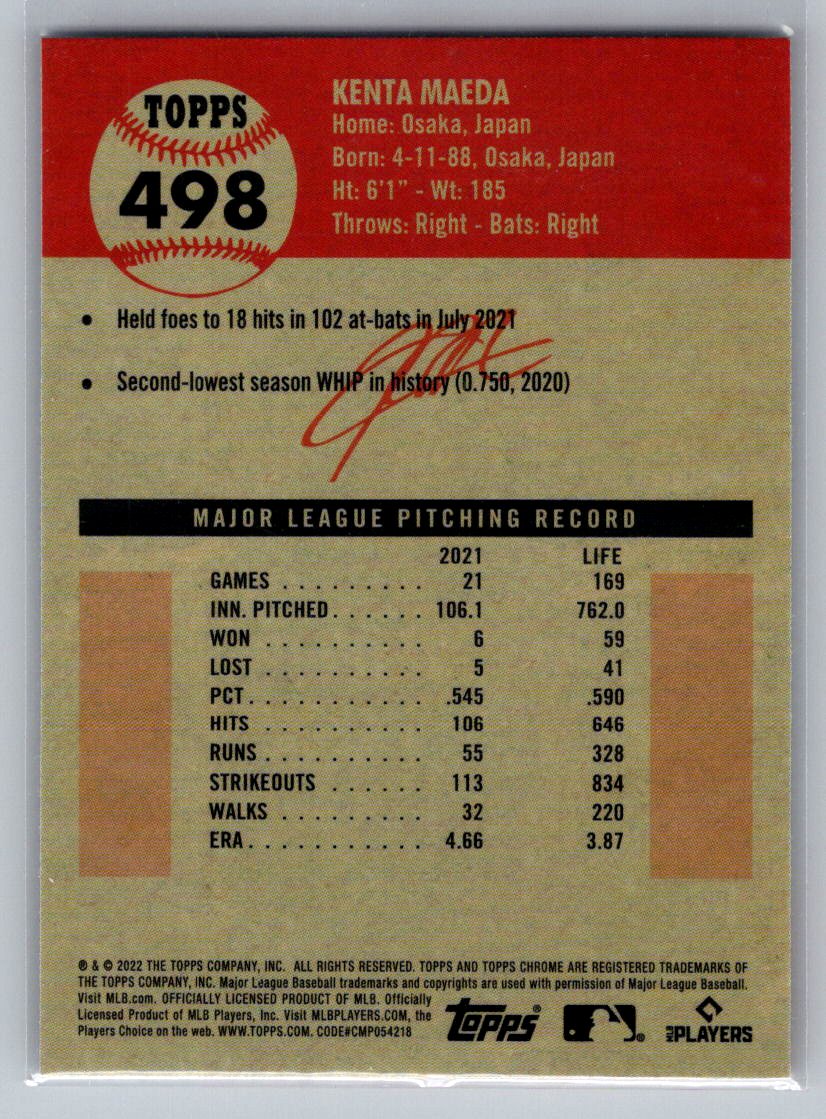 TOPPS
498
KENTA MAEDA
Home: Osaka, Japan
Born: 4-11-88, Osaka, Japan
Ht: 6'1" - Wt: 185
Throws: Right - Bats: Right
• Held foes to 18 hits in 102 at-bats in July 2021
• Second-lowest season WHIP in history (0.750, 2020)
MAJOR LEAGUE PITCHING RECORD
2021 LIFE
GAMES . . . . . . . . . . 21 169
INN. PITCHED . . . . . . 106.1 762.0
WON . . . . . . . . . . 6 59
LOST . . . . . . . . . . 5 41
PCT . . . . . . . . . . . .545 .590
HITS . . . . . . . . . . . 106 646
RUNS . . . . . . . . . . 55 328
STRIKEOUTS . . . . . . 113 834
WALKS . . . . . . . . . 32 220
ERA . . . . . . . . . . . 4.66 3.87
® & © 2022 THE TOPPS COMPANY, INC. ALL RIGHTS RESERVED. TOPPS AND TOPPS CHROME ARE REGISTERED TRADEMARKS OF
THE TOPPS COMPANY, INC. Major League Baseball trademarks and copyrights are used with permission of Major League Baseball.
Visit MLB.com. OFFICIALLY LICENSED PRODUCT OF MLB. Officially
Licensed Product of MLB Players, Inc. Visit MLBPLAYERS.COM, the
Players Choice on the web. WWW.TOPPS.COM. CODE#CMP054218
Topps® ® MLB PLAYERS